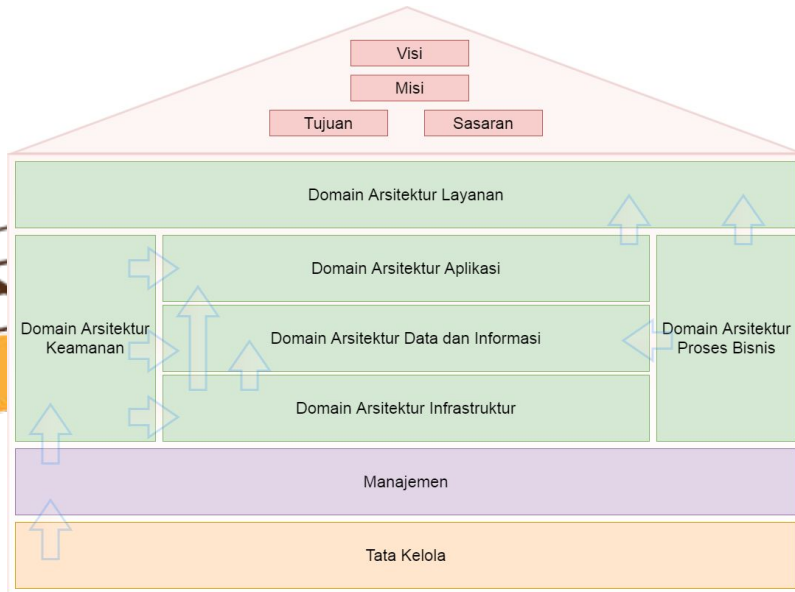 Visi
Misi
Tujuan
Sasaran
Domain Arsitektur Layanan
Domain Arsitektur
Keamanan
Domain Arsitektur Aplikasi
Domain Arsitektur Data dan Informasi
Domain Arsitektur Infrastruktur
Domain Arsitektur
Proses Bisnis
Manajemen
Tata Kelola